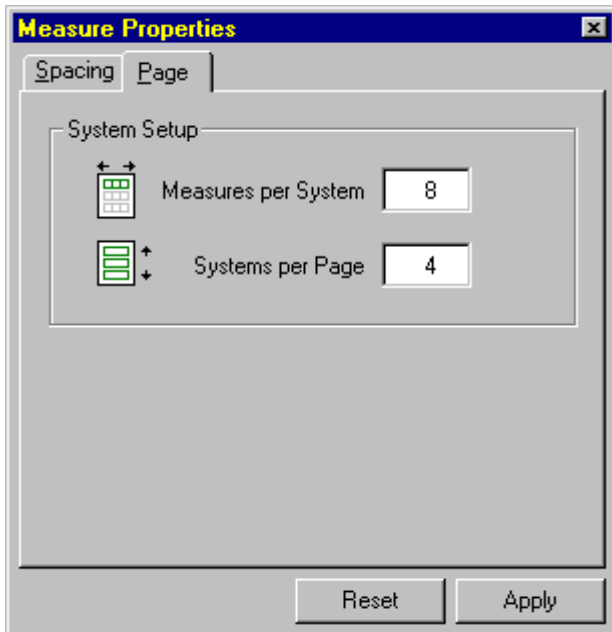 Measure Properties
Spacing Page
System Setup
Measures per System 8
Systems per Page 4
Reset Apply